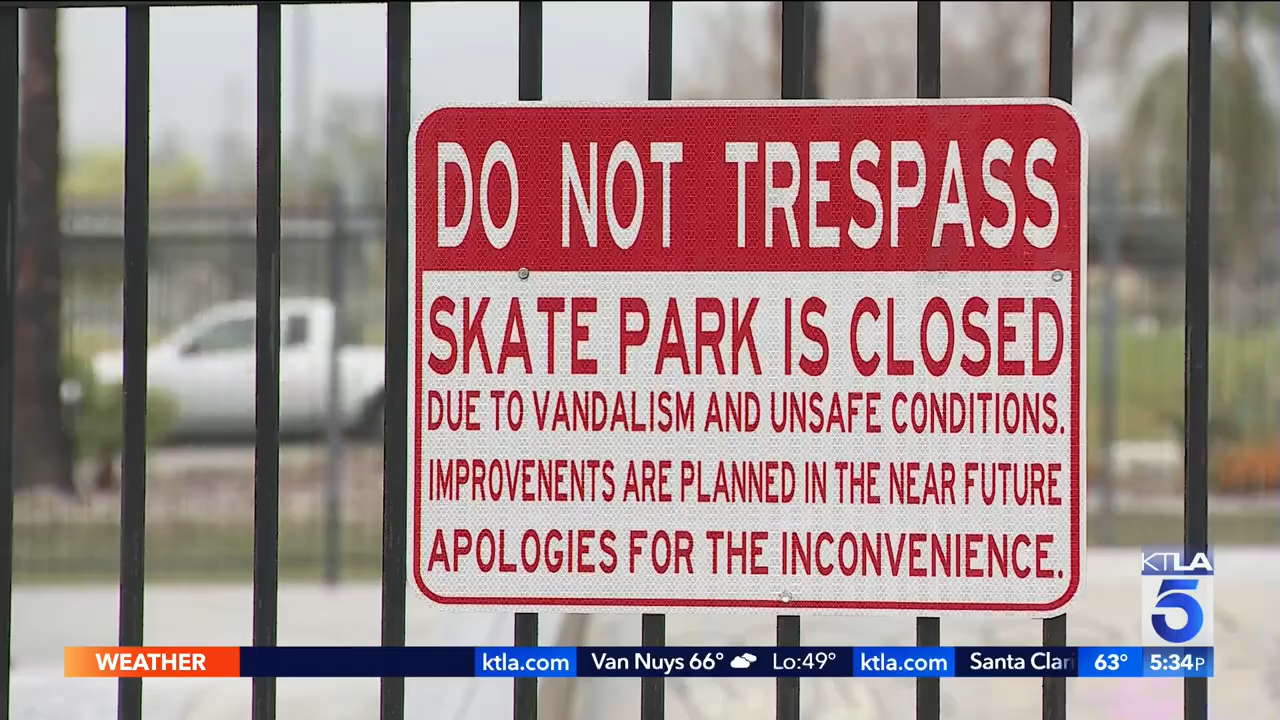 DO NOT TRESPASS
SKATE PARK IS CLOSED
DUE TO VANDALISM AND UNSAFE CONDITIONS.
IMPROVENENTS ARE PLANNED IN THE NEAR FUTURE
APOLOGIES FOR THE INCONVENIENCE.
KTLA
5
WEATHER ktla.com Van Nuys 66° Lo:49° ktla.com Santa Clari 63° 5:34P